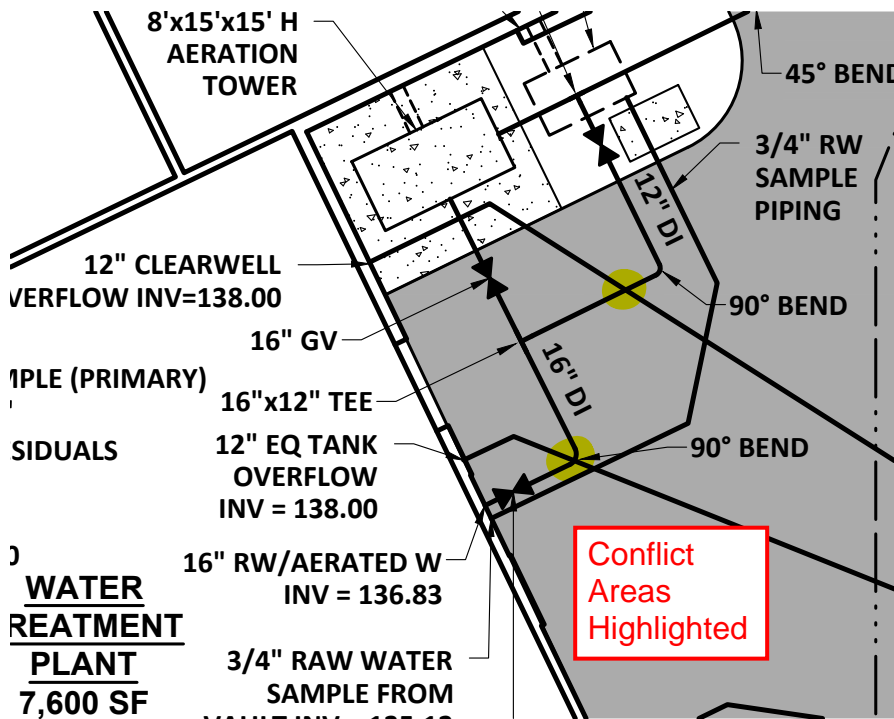 8'x15'x15' H
AERATION
TOWER
45° BEND
3/4" RW
SAMPLE
PIPING
12" DI
12" CLEARWELL
VERFLOW INV=138.00
90° BEND
16" GV
16" DI
MPLE (PRIMARY)
16"x12" TEE
SIDUALS
12" EQ TANK
OVERFLOW
INV = 138.00
90° BEND
16" RW/AERATED W
INV = 136.83
Conflict
Areas
Highlighted
0
WATER
REATMENT
PLANT
7,600 SF
3/4" RAW WATER
SAMPLE FROM